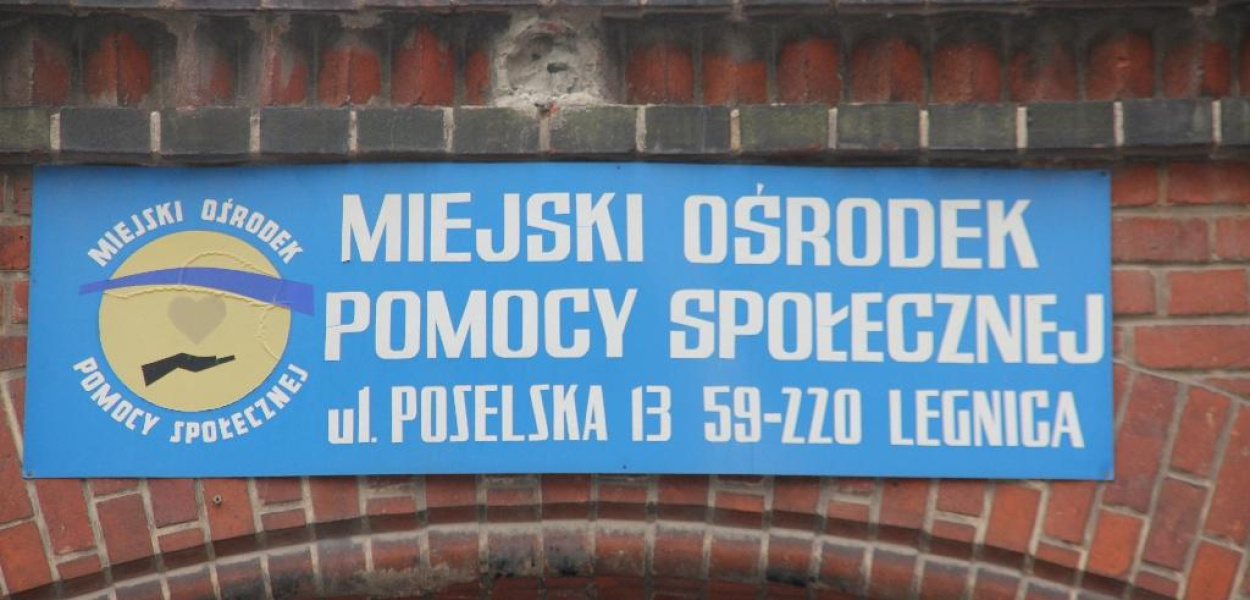 MIEJSKI OŚRODEK
POMOCY SPOŁECZNEJ
MIEJSKI OŚRODEK
POMOCY SPOŁECZNEJ
ul. POSELSKA 13 59-220 LEGNICA